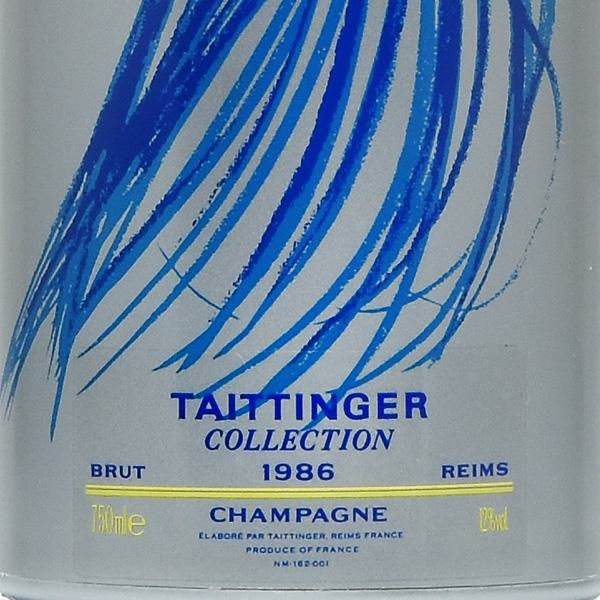 TAITTINGER
COLLECTION
BRUT 1986 REIMS
750mle CHAMPAGNE 12%vol
ÉLABORÉ PAR TAITTINGER, REIMS FRANCE
PRODUCE OF FRANCE
NM-162-001